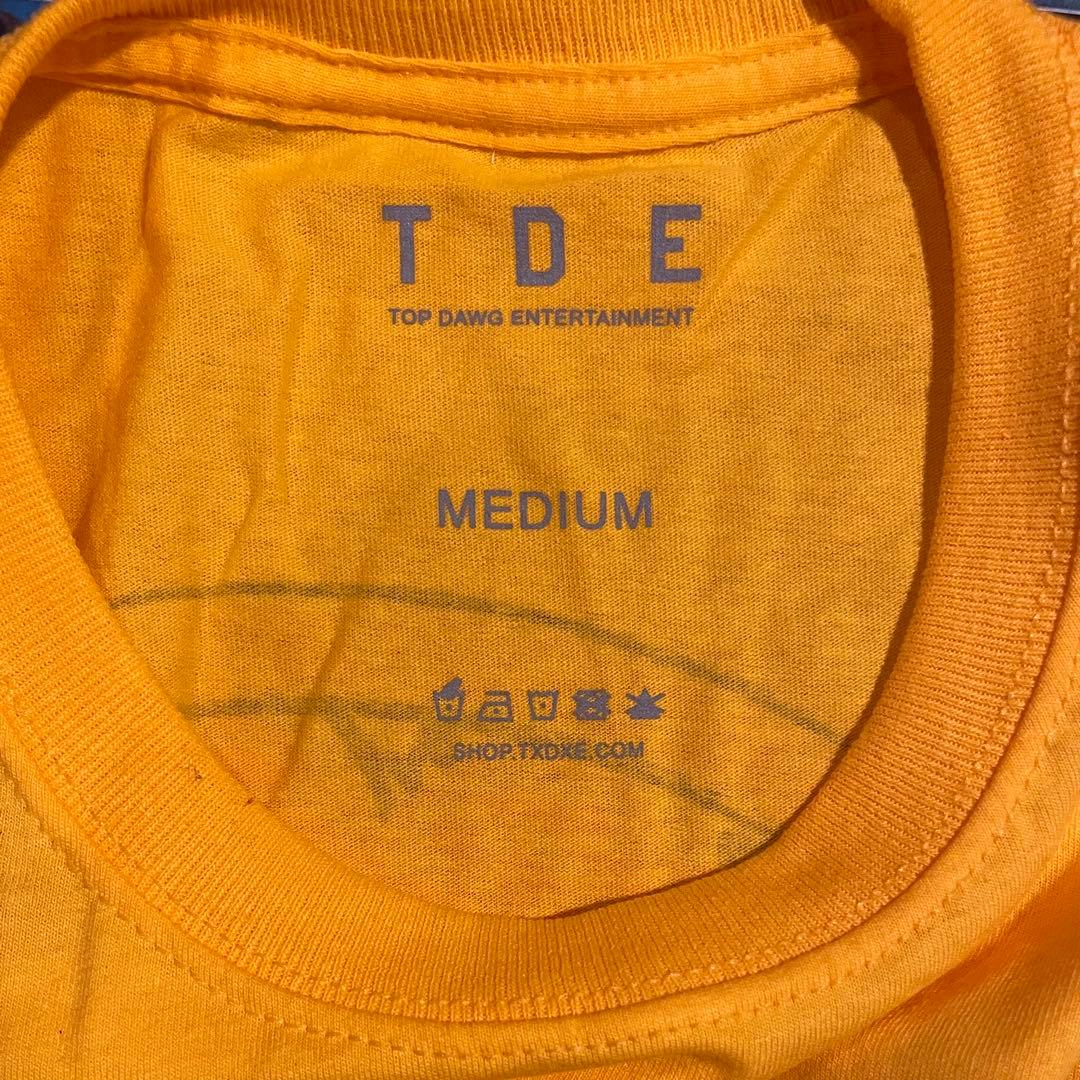 T D E
TOP DAWG ENTERTAINMENT
MEDIUM
SHOP.TXDXE.COM